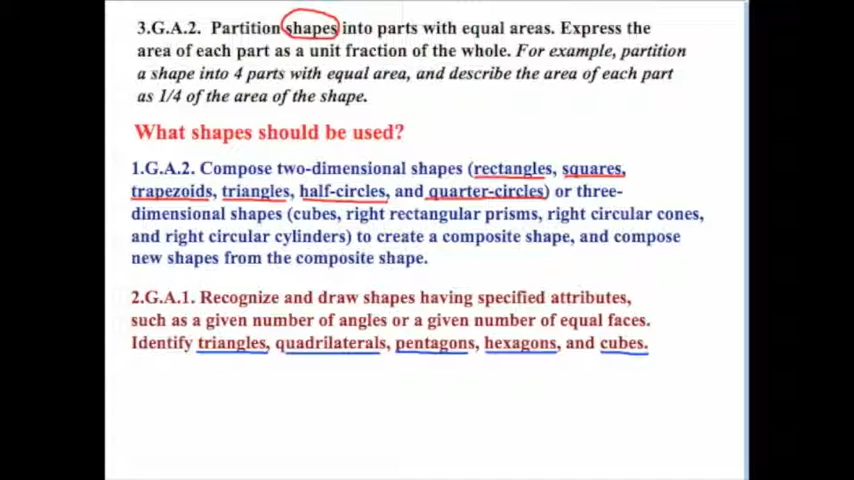 3.G.A.2. Partition shapes into parts with equal areas. Express the
area of each part as a unit fraction of the whole. For example, partition
a shape into 4 parts with equal area, and describe the area of each part
as 1/4 of the area of the shape.
What shapes should be used?
1.G.A.2. Compose two-dimensional shapes (rectangles, squares,
trapezoids, triangles, half-circles, and quarter-circles) or three-
dimensional shapes (cubes, right rectangular prisms, right circular cones,
and right circular cylinders) to create a composite shape, and compose
new shapes from the composite shape.
2.G.A.1. Recognize and draw shapes having specified attributes,
such as a given number of angles or a given number of equal faces.
Identify triangles, quadrilaterals, pentagons, hexagons, and cubes.